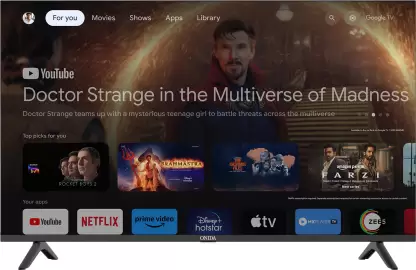 For you Movies Shows Apps Library Google TV
YouTube
Doctor Strange in the Multiverse of Madness
Doctor Strange teams up with a mysterious teenage girl to battle threats across the multiverse
Top picks for you
ROCKET BOYS 2
BRAHMĀSTRA
FARZI
Your apps
YouTube
NETFLIX
prime video
Disney+
hotstar
tv
ZEE5
ONIDA